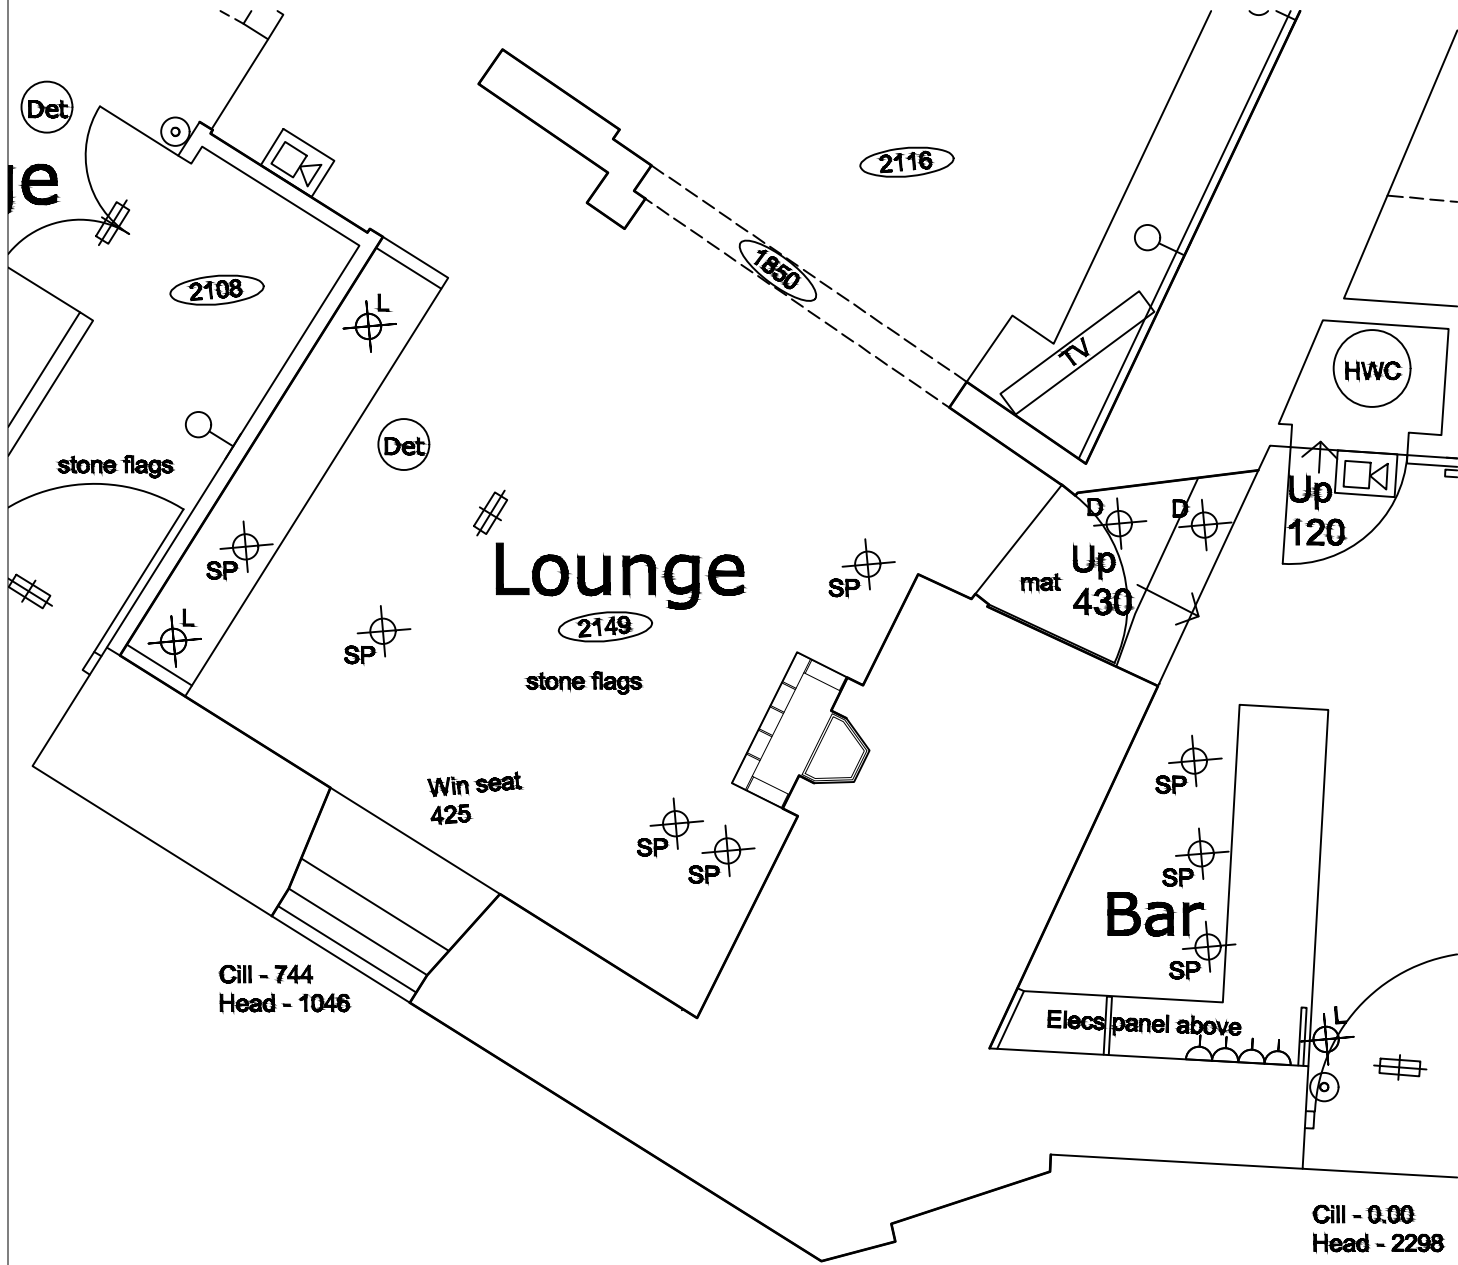 Det
2116
1850
2108
L
TV
HWC
Det
stone flags
Up
120
D
D
SP
Lounge
SP
mat
Up
430
L
SP
2149
stone flags
Win seat
425
SP
SP
SP
SP
Bar
SP
Cill - 744
Head - 1046
Elecs panel above
L
Cill - 0.00
Head - 2298